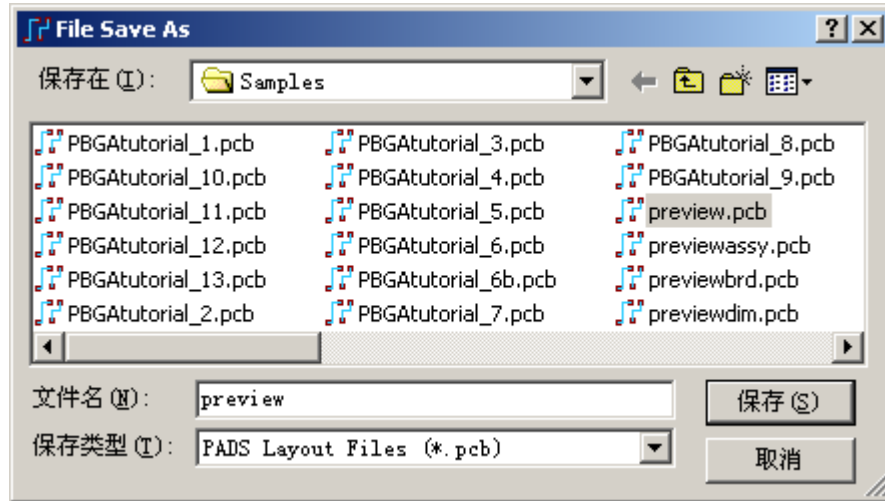 File Save As
保存在(I): Samples
PBGAtutorial_1.pcb PBGAtutorial_3.pcb PBGAtutorial_8.pcb
PBGAtutorial_10.pcb PBGAtutorial_4.pcb PBGAtutorial_9.pcb
PBGAtutorial_11.pcb PBGAtutorial_5.pcb preview.pcb
PBGAtutorial_12.pcb PBGAtutorial_6.pcb previewassy.pcb
PBGAtutorial_13.pcb PBGAtutorial_6b.pcb previewbrd.pcb
PBGAtutorial_2.pcb PBGAtutorial_7.pcb previewdim.pcb
文件名(N): preview 保存(S)
保存类型(T): PADS Layout Files (*.pcb) 取消